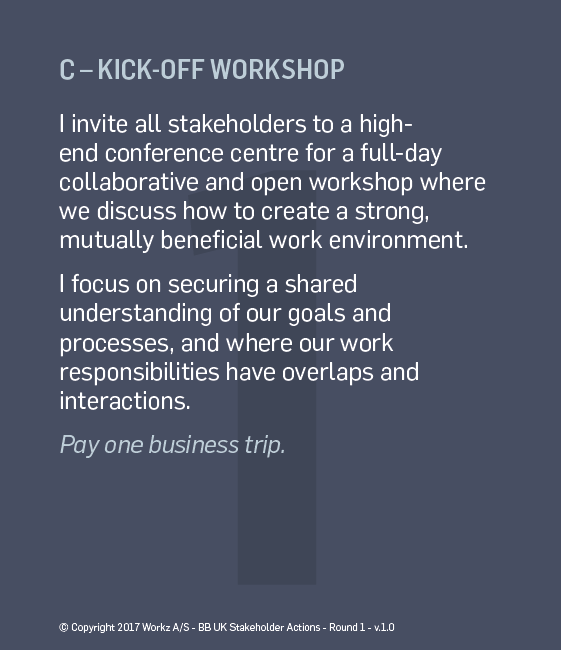 C – KICK-OFF WORKSHOP
I invite all stakeholders to a high-
end conference centre for a full-day
collaborative and open workshop where
we discuss how to create a strong,
mutually beneficial work environment.
I focus on securing a shared
understanding of our goals and
processes, and where our work
responsibilities have overlaps and
interactions.
Pay one business trip.
1
© Copyright 2017 Workz A/S - BB UK Stakeholder Actions - Round 1 - v.1.0